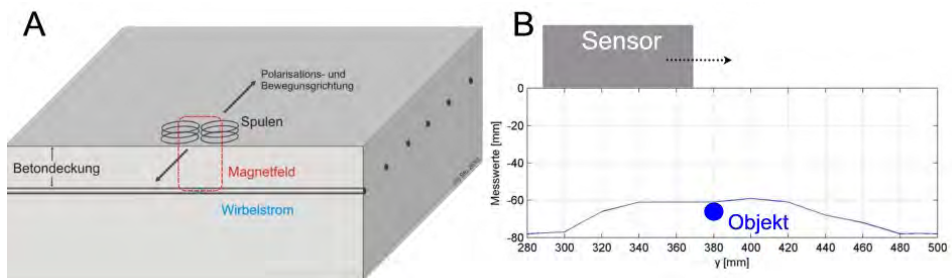 A
Polarisations- und
Bewegunsgrichtung
Spulen
Betondeckung
Magnetfeld
Wirbelstrom
B
Sensor
Messwerte [mm]
0
-20
-40
-60
-80
Objekt
280 300 320 340 360 380 400 420 440 460 480 500
y [mm]